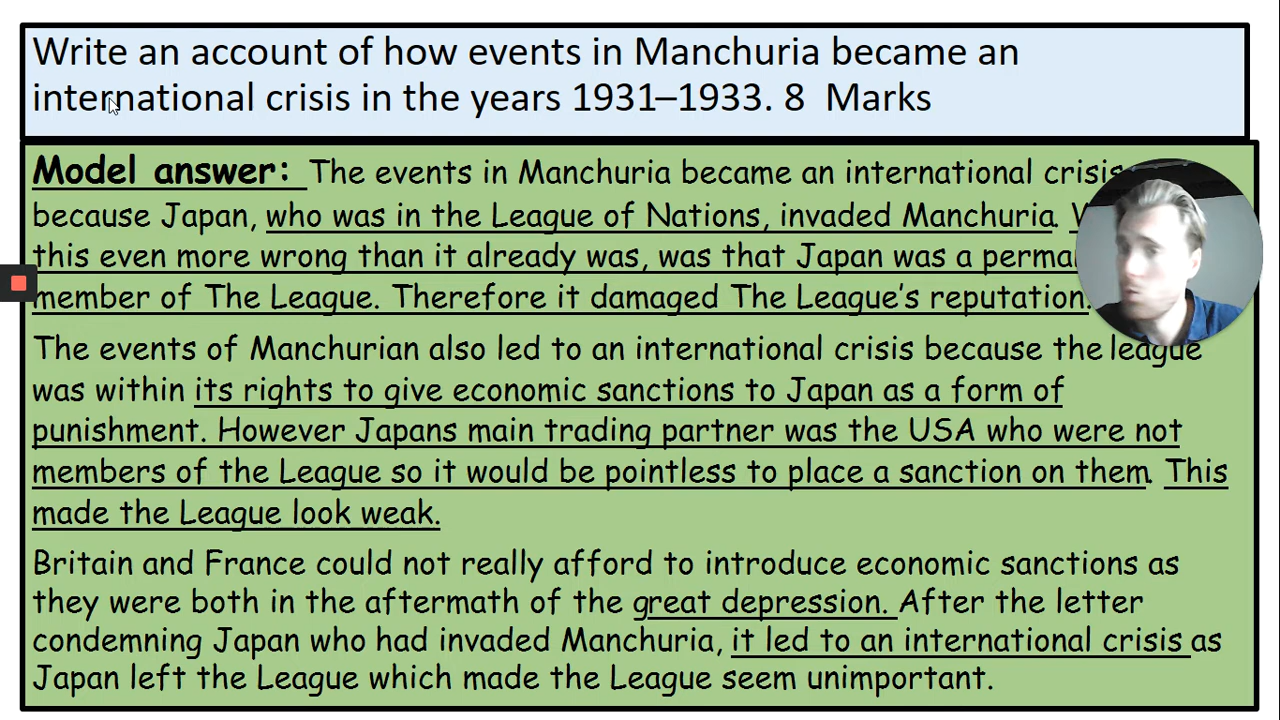 Write an account of how events in Manchuria became an
international crisis in the years 1931–1933. 8 Marks
Model answer: The events in Manchuria became an international crisis
because Japan, who was in the League of Nations, invaded Manchuria.
this even more wrong than it already was, was that Japan was a
member of The League. Therefore it damaged The League's reputation.
The events of Manchurian also led to an international crisis because the league
was within its rights to give economic sanctions to Japan as a form of
punishment. However Japans main trading partner was the USA who were not
members of the League so it would be pointless to place a sanction on them. This
made the League look weak.
Britain and France could not really afford to introduce economic sanctions as
they were both in the aftermath of the great depression. After the letter
condemning Japan who had invaded Manchuria, it led to an international crisis as
Japan left the League which made the League seem unimportant.